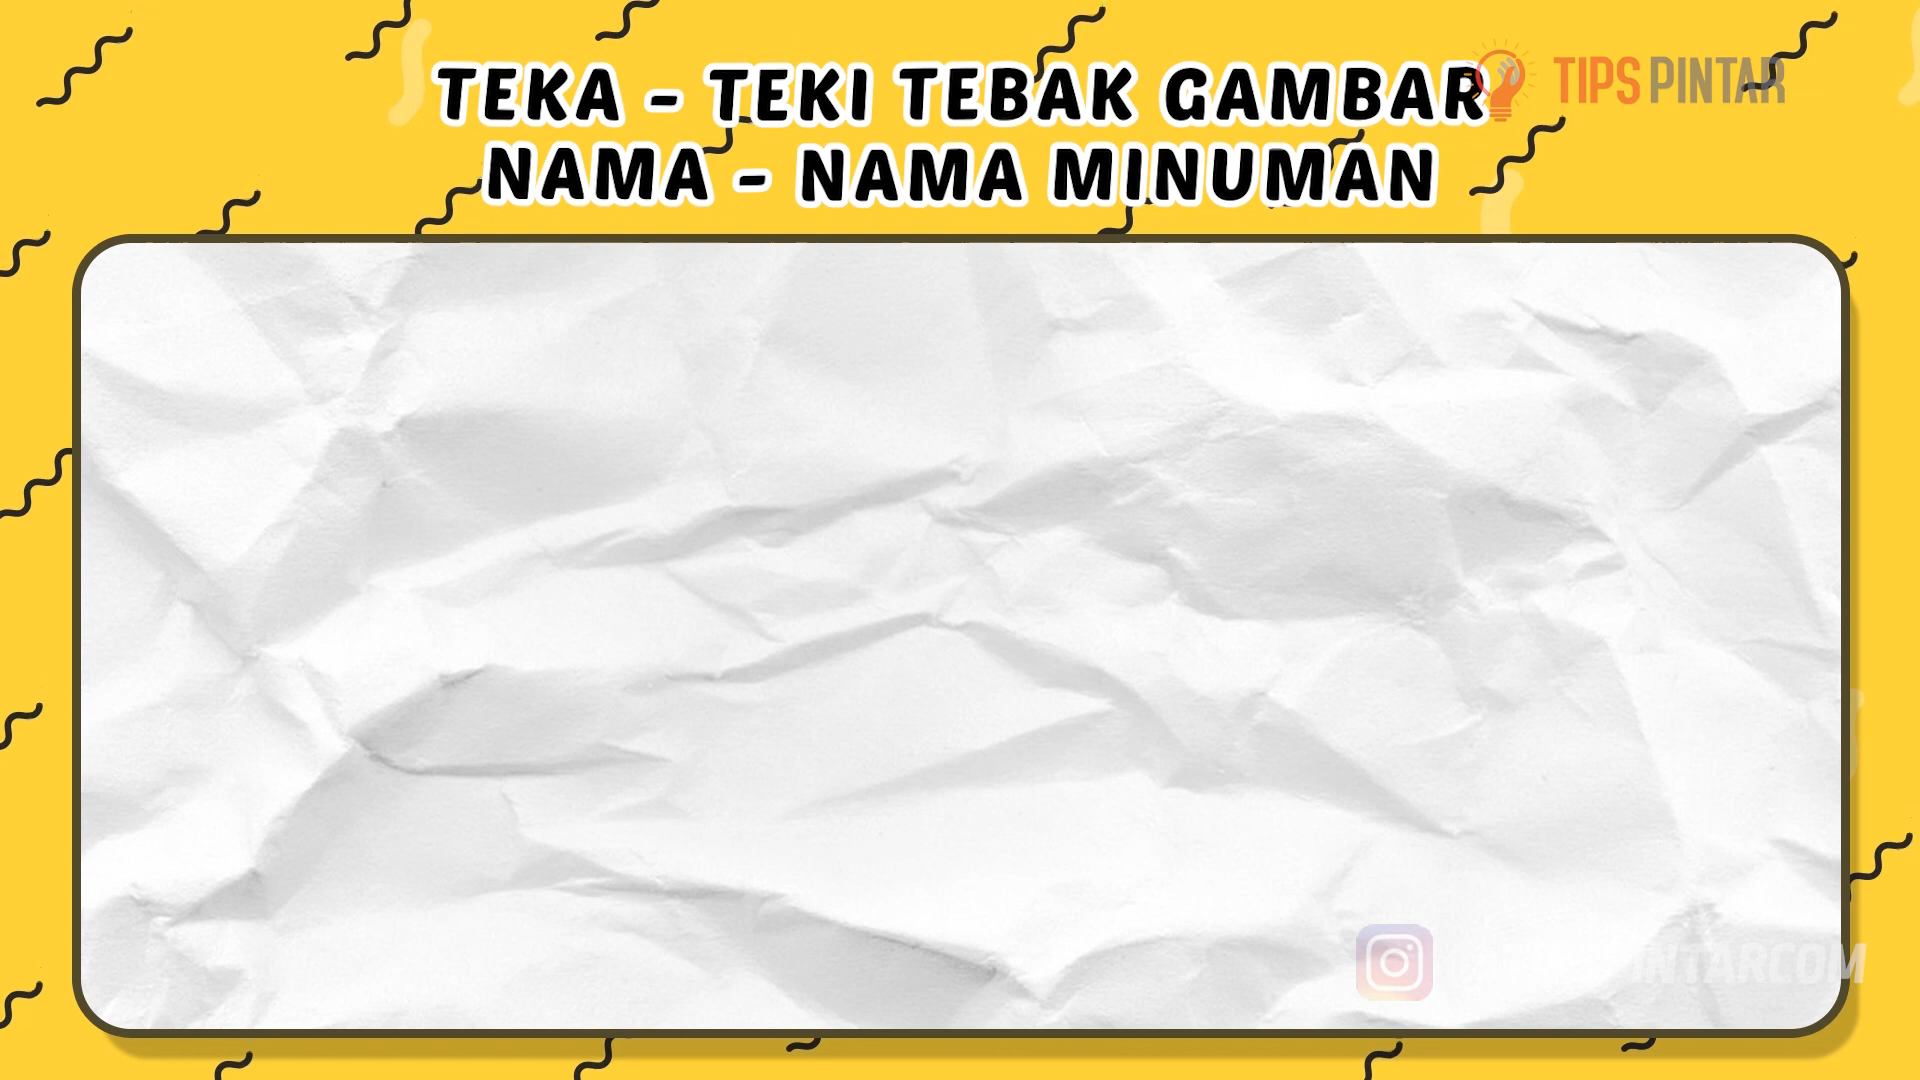 TEKA - TEKI TEBAK GAMBAR
NAMA - NAMA MINUMAN
TIPS PINTAR